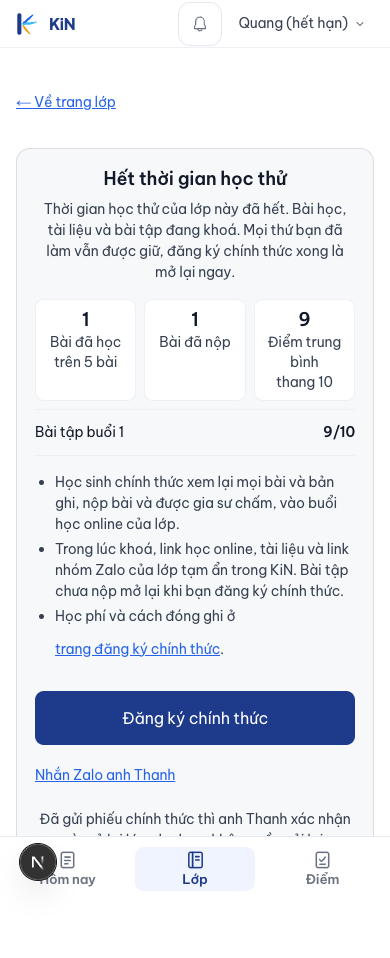 KiN
Quang (hết hạn)
← Về trang lớp
Hết thời gian học thử
Thời gian học thử của lớp này đã hết. Bài học,
tài liệu và bài tập đang khoá. Mọi thứ bạn đã
làm vẫn được giữ, đăng ký chính thức xong là
mở lại ngay.
1
Bài đã học
trên 5 bài
1
Bài đã nộp
9
Điểm trung
bình
thang 10
Bài tập buổi 1
9/10
• Học sinh chính thức xem lại mọi bài và bản
ghi, nộp bài và được gia sư chấm, vào buổi
học online của lớp.
• Trong lúc khoá, link học online, tài liệu và link
nhóm Zalo của lớp tạm ẩn trong KiN. Bài tập
chưa nộp mở lại khi bạn đăng ký chính thức.
• Học phí và cách đóng ghi ở
trang đăng ký chính thức.
Đăng ký chính thức
Nhắn Zalo anh Thanh
Đã gửi phiếu chính thức thì anh Thanh xác nhận
N
Hôm nay
Lớp
Điểm